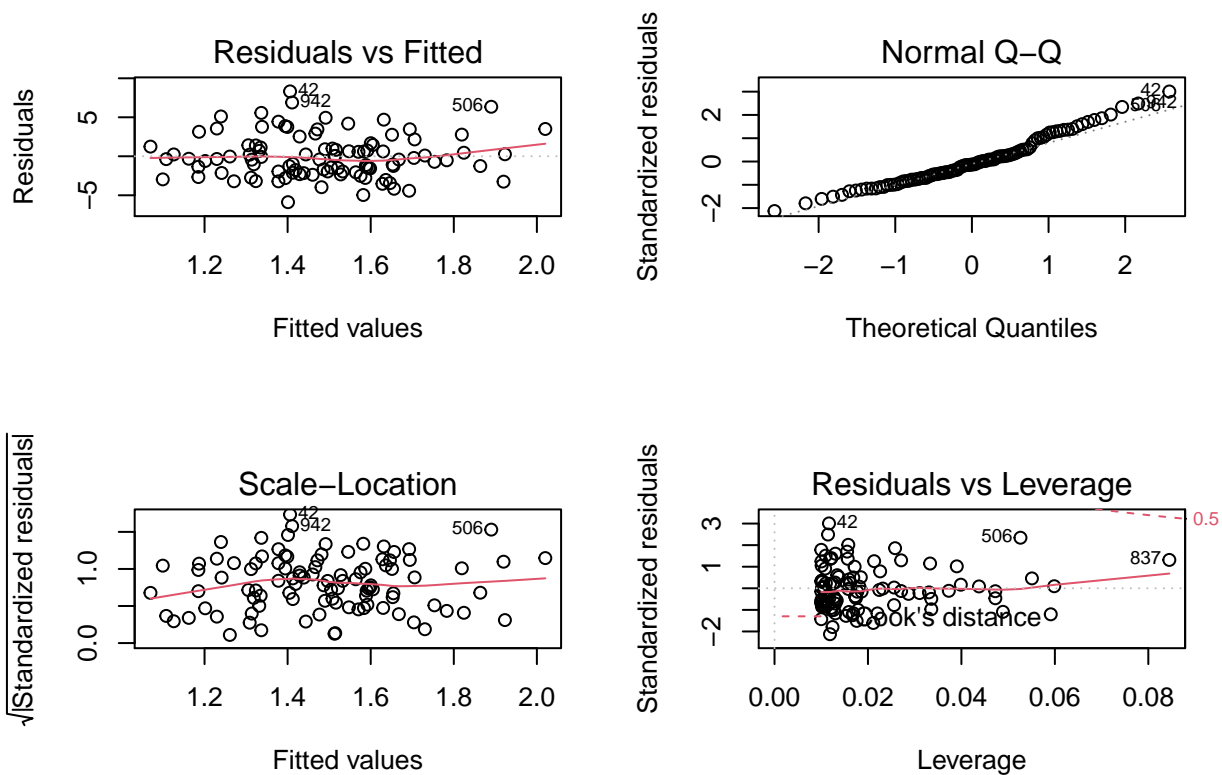 Residuals vs Fitted
Residuals
5
−5
42
942
506
1.2 1.4 1.6 1.8 2.0
Fitted values
Normal Q−Q
Standardized residuals
2
0
−2
42
942
506
−2 −1 0 1 2
Theoretical Quantiles
Scale−Location
√|Standardized residuals|
1.0
0.0
42
942
506
1.2 1.4 1.6 1.8 2.0
Fitted values
Residuals vs Leverage
Standardized residuals
3
1
−2
42
506
837
0.5
ook's distance
0.00 0.02 0.04 0.06 0.08
Leverage